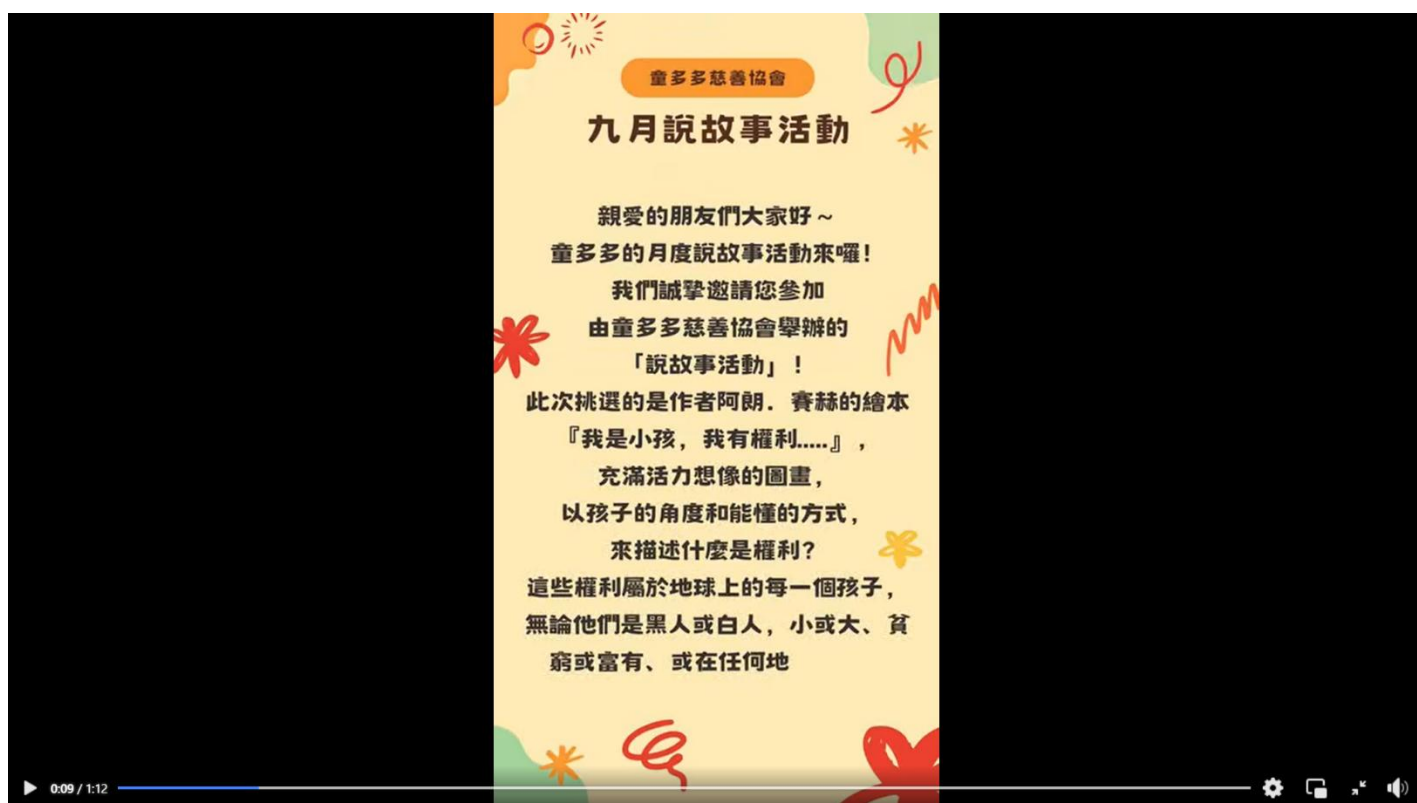 童多多慈善協會
九月說故事活動
親愛的朋友們大家好～
童多多的月度說故事活動來囉！
我們誠摯邀請您參加
由童多多慈善協會舉辦的
「說故事活動」！
此次挑選的是作者阿朗．賽赫的繪本
『我是小孩，我有權利.....』，
充滿活力想像的圖畫，
以孩子的角度和能懂的方式，
來描述什麼是權利？
這些權利屬於地球上的每一個孩子，
無論他們是黑人或白人，小或大、貧
窮或富有、或在任何地
0:09 / 1:12